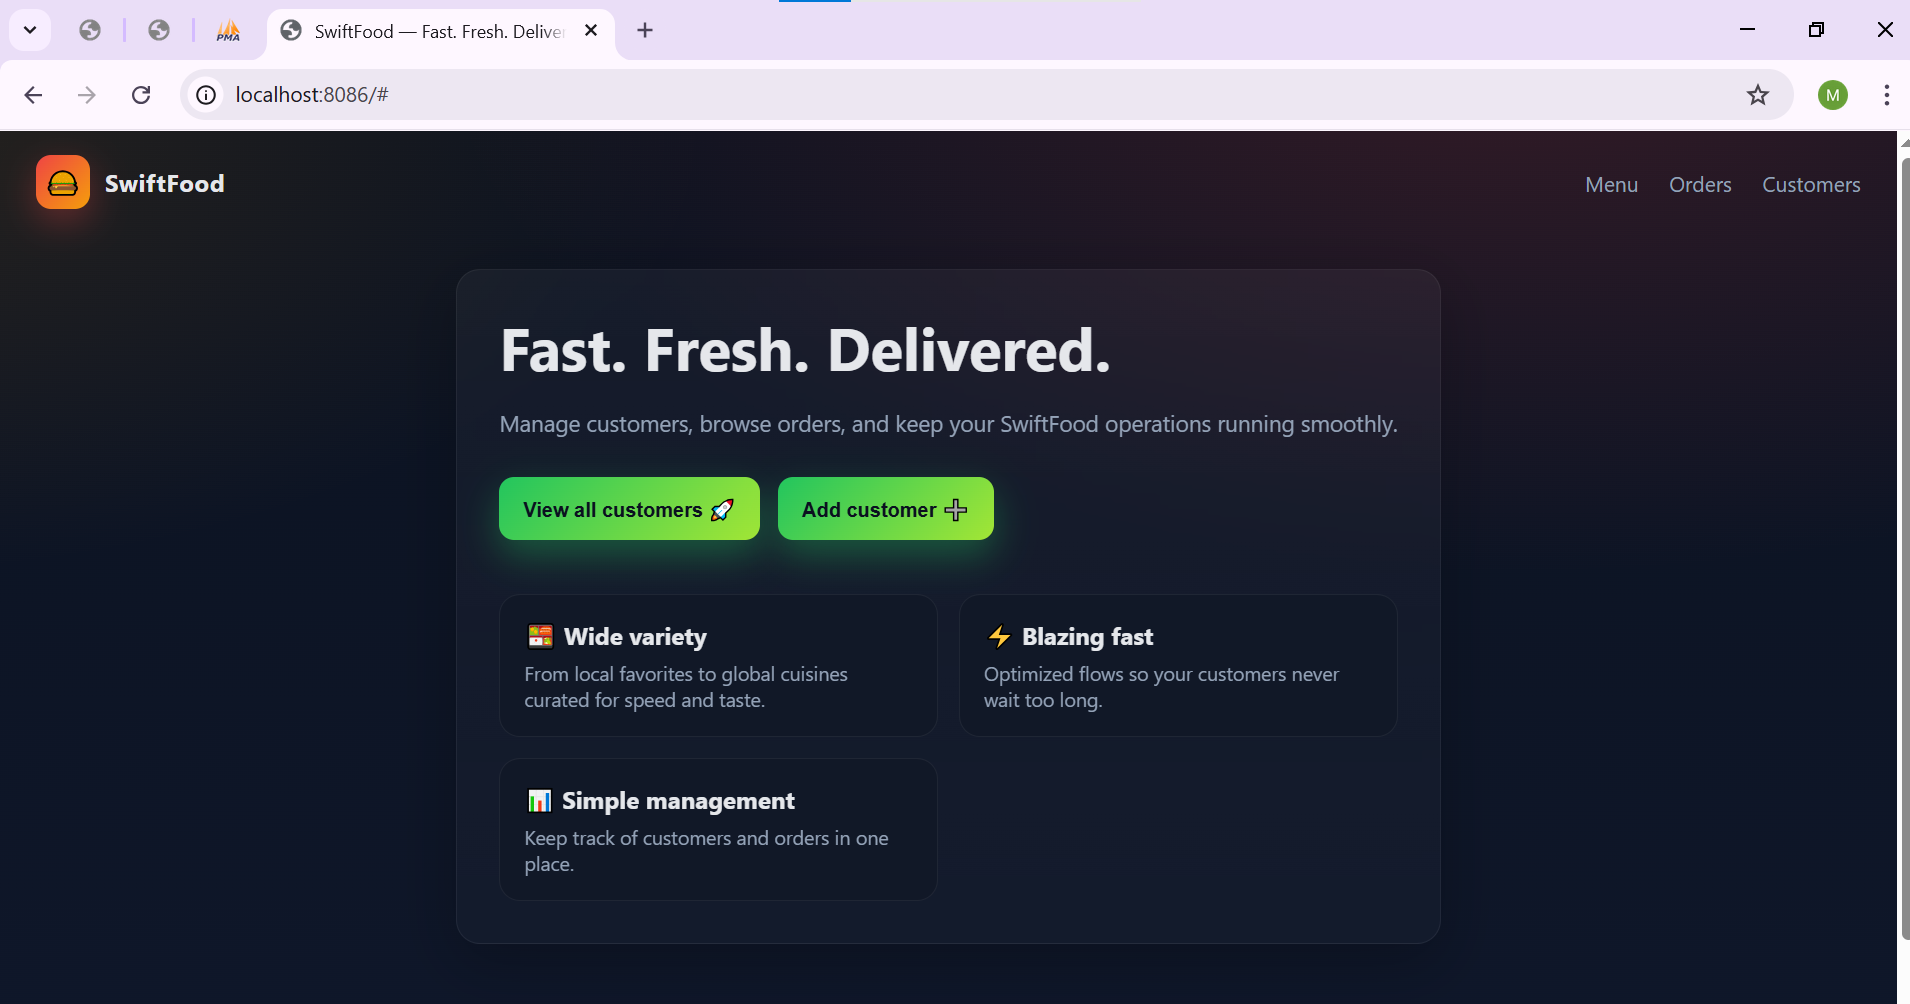 PMA
SwiftFood — Fast. Fresh. Deliver
localhost:8086/#
M
SwiftFood
Menu
Orders
Customers
Fast. Fresh. Delivered.
Manage customers, browse orders, and keep your SwiftFood operations running smoothly.
View all customers 🚀
Add customer ➕
🍱 Wide variety
From local favorites to global cuisines
curated for speed and taste.
⚡ Blazing fast
Optimized flows so your customers never
wait too long.
📊 Simple management
Keep track of customers and orders in one
place.